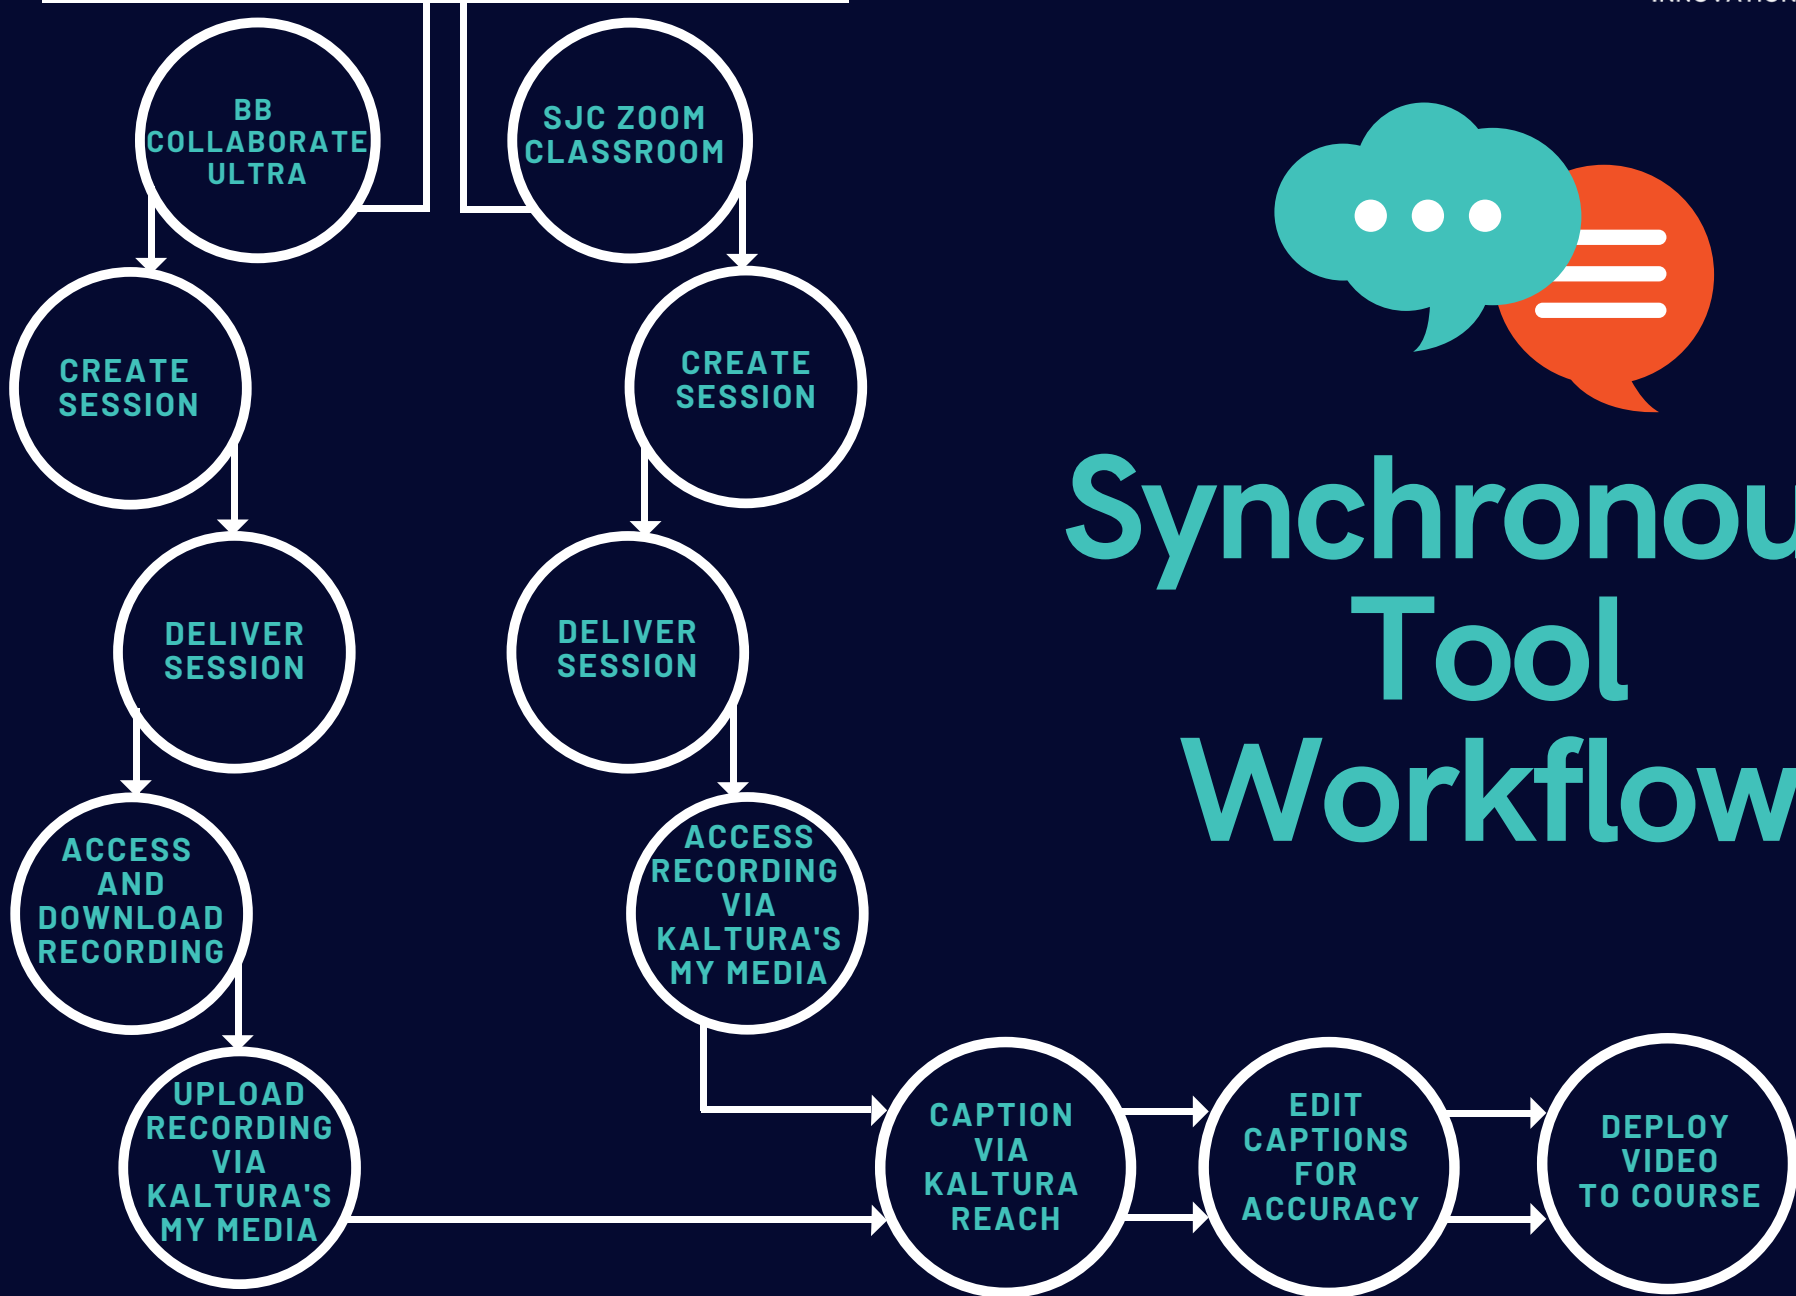 BB
COLLABORATE
ULTRA
SJC ZOOM
CLASSROOM
CREATE
SESSION
CREATE
SESSION
DELIVER
SESSION
DELIVER
SESSION
ACCESS
AND
DOWNLOAD
RECORDING
ACCESS
RECORDING
VIA
KALTURA'S
MY MEDIA
UPLOAD
RECORDING
VIA
KALTURA'S
MY MEDIA
CAPTION
VIA
KALTURA
REACH
EDIT
CAPTIONS
FOR
ACCURACY
DEPLOY
VIDEO
TO COURSE
Synchronou
Tool
Workflow